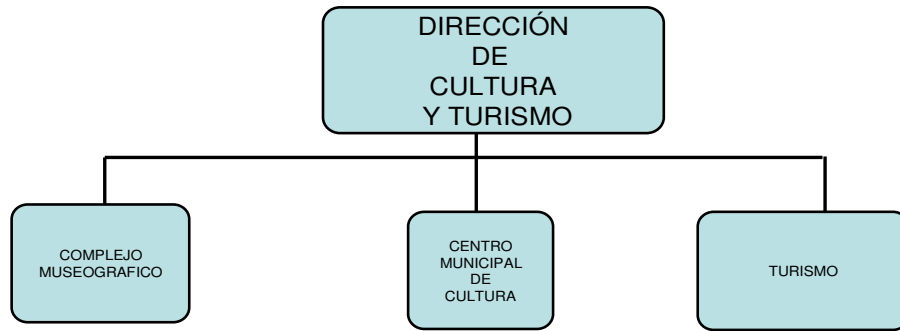 DIRECCIÓN
DE
CULTURA
Y TURISMO
COMPLEJO
MUSEOGRAFICO
CENTRO
MUNICIPAL
DE
CULTURA
TURISMO